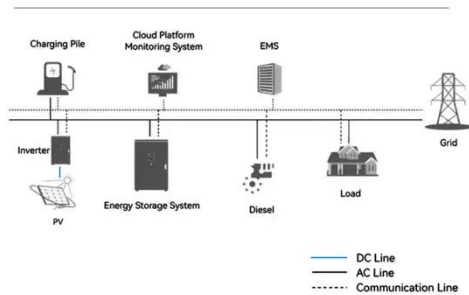 Charging Pile
Cloud Platform
Monitoring System
EMS
Inverter
Grid
PV
Energy Storage System
Diesel
Load
DC Line
AC Line
Communication Line